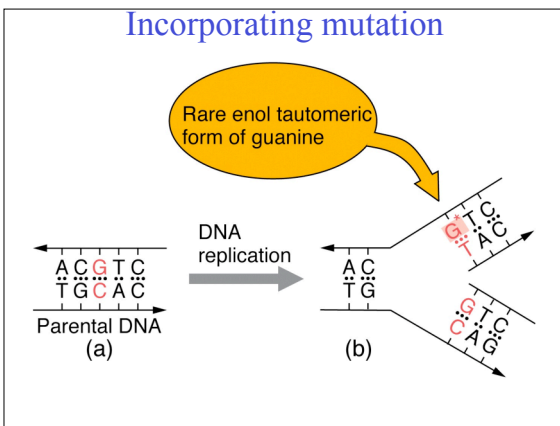 Incorporating mutation
Rare enol tautomeric
form of guanine
DNA
replication
A C G T C
T G C A C
Parental DNA
(a)
A C
T G
(b)
G* T C
T A C
G T C
C A G